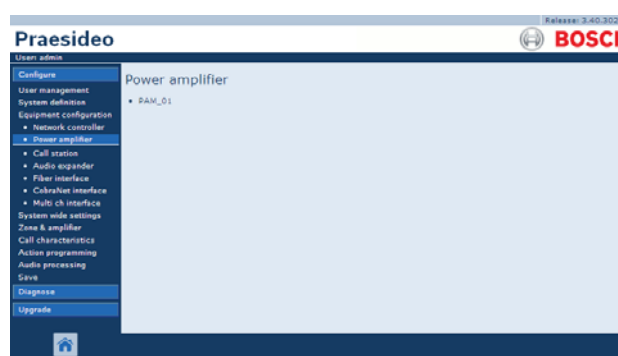 Release: 3.40.302
Praesideo
BOSCH
User: admin
Configure
User management
System definition
Equipment configuration
• Network controller
• Power amplifier
• Call station
• Audio expander
• Fiber interface
• CobraNet interface
• Multi ch interface
System wide settings
Zone & amplifier
Call characteristics
Action programming
Audio processing
Save
Diagnose
Upgrade
Power amplifier
• PAM_01